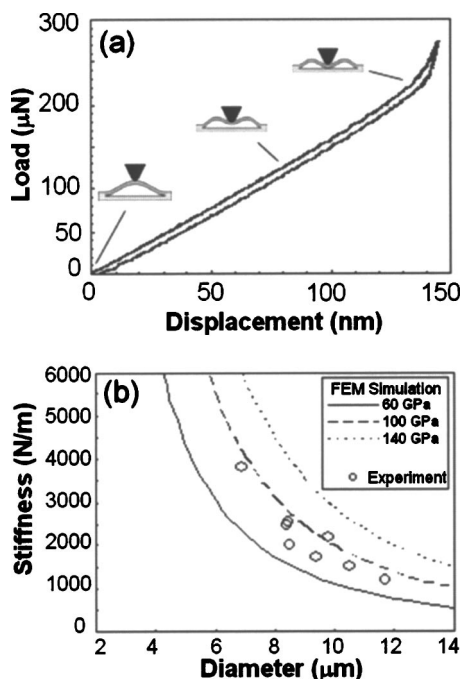 (a)
300
200
100
50
0
Load (μN)
0 50 100 150
Displacement (nm)
(b)
6000
5000
4000
3000
2000
1000
0
Stiffness (N/m)
FEM Simulation
60 GPa
100 GPa
140 GPa
Experiment
2 4 6 8 10 12 14
Diameter (μm)